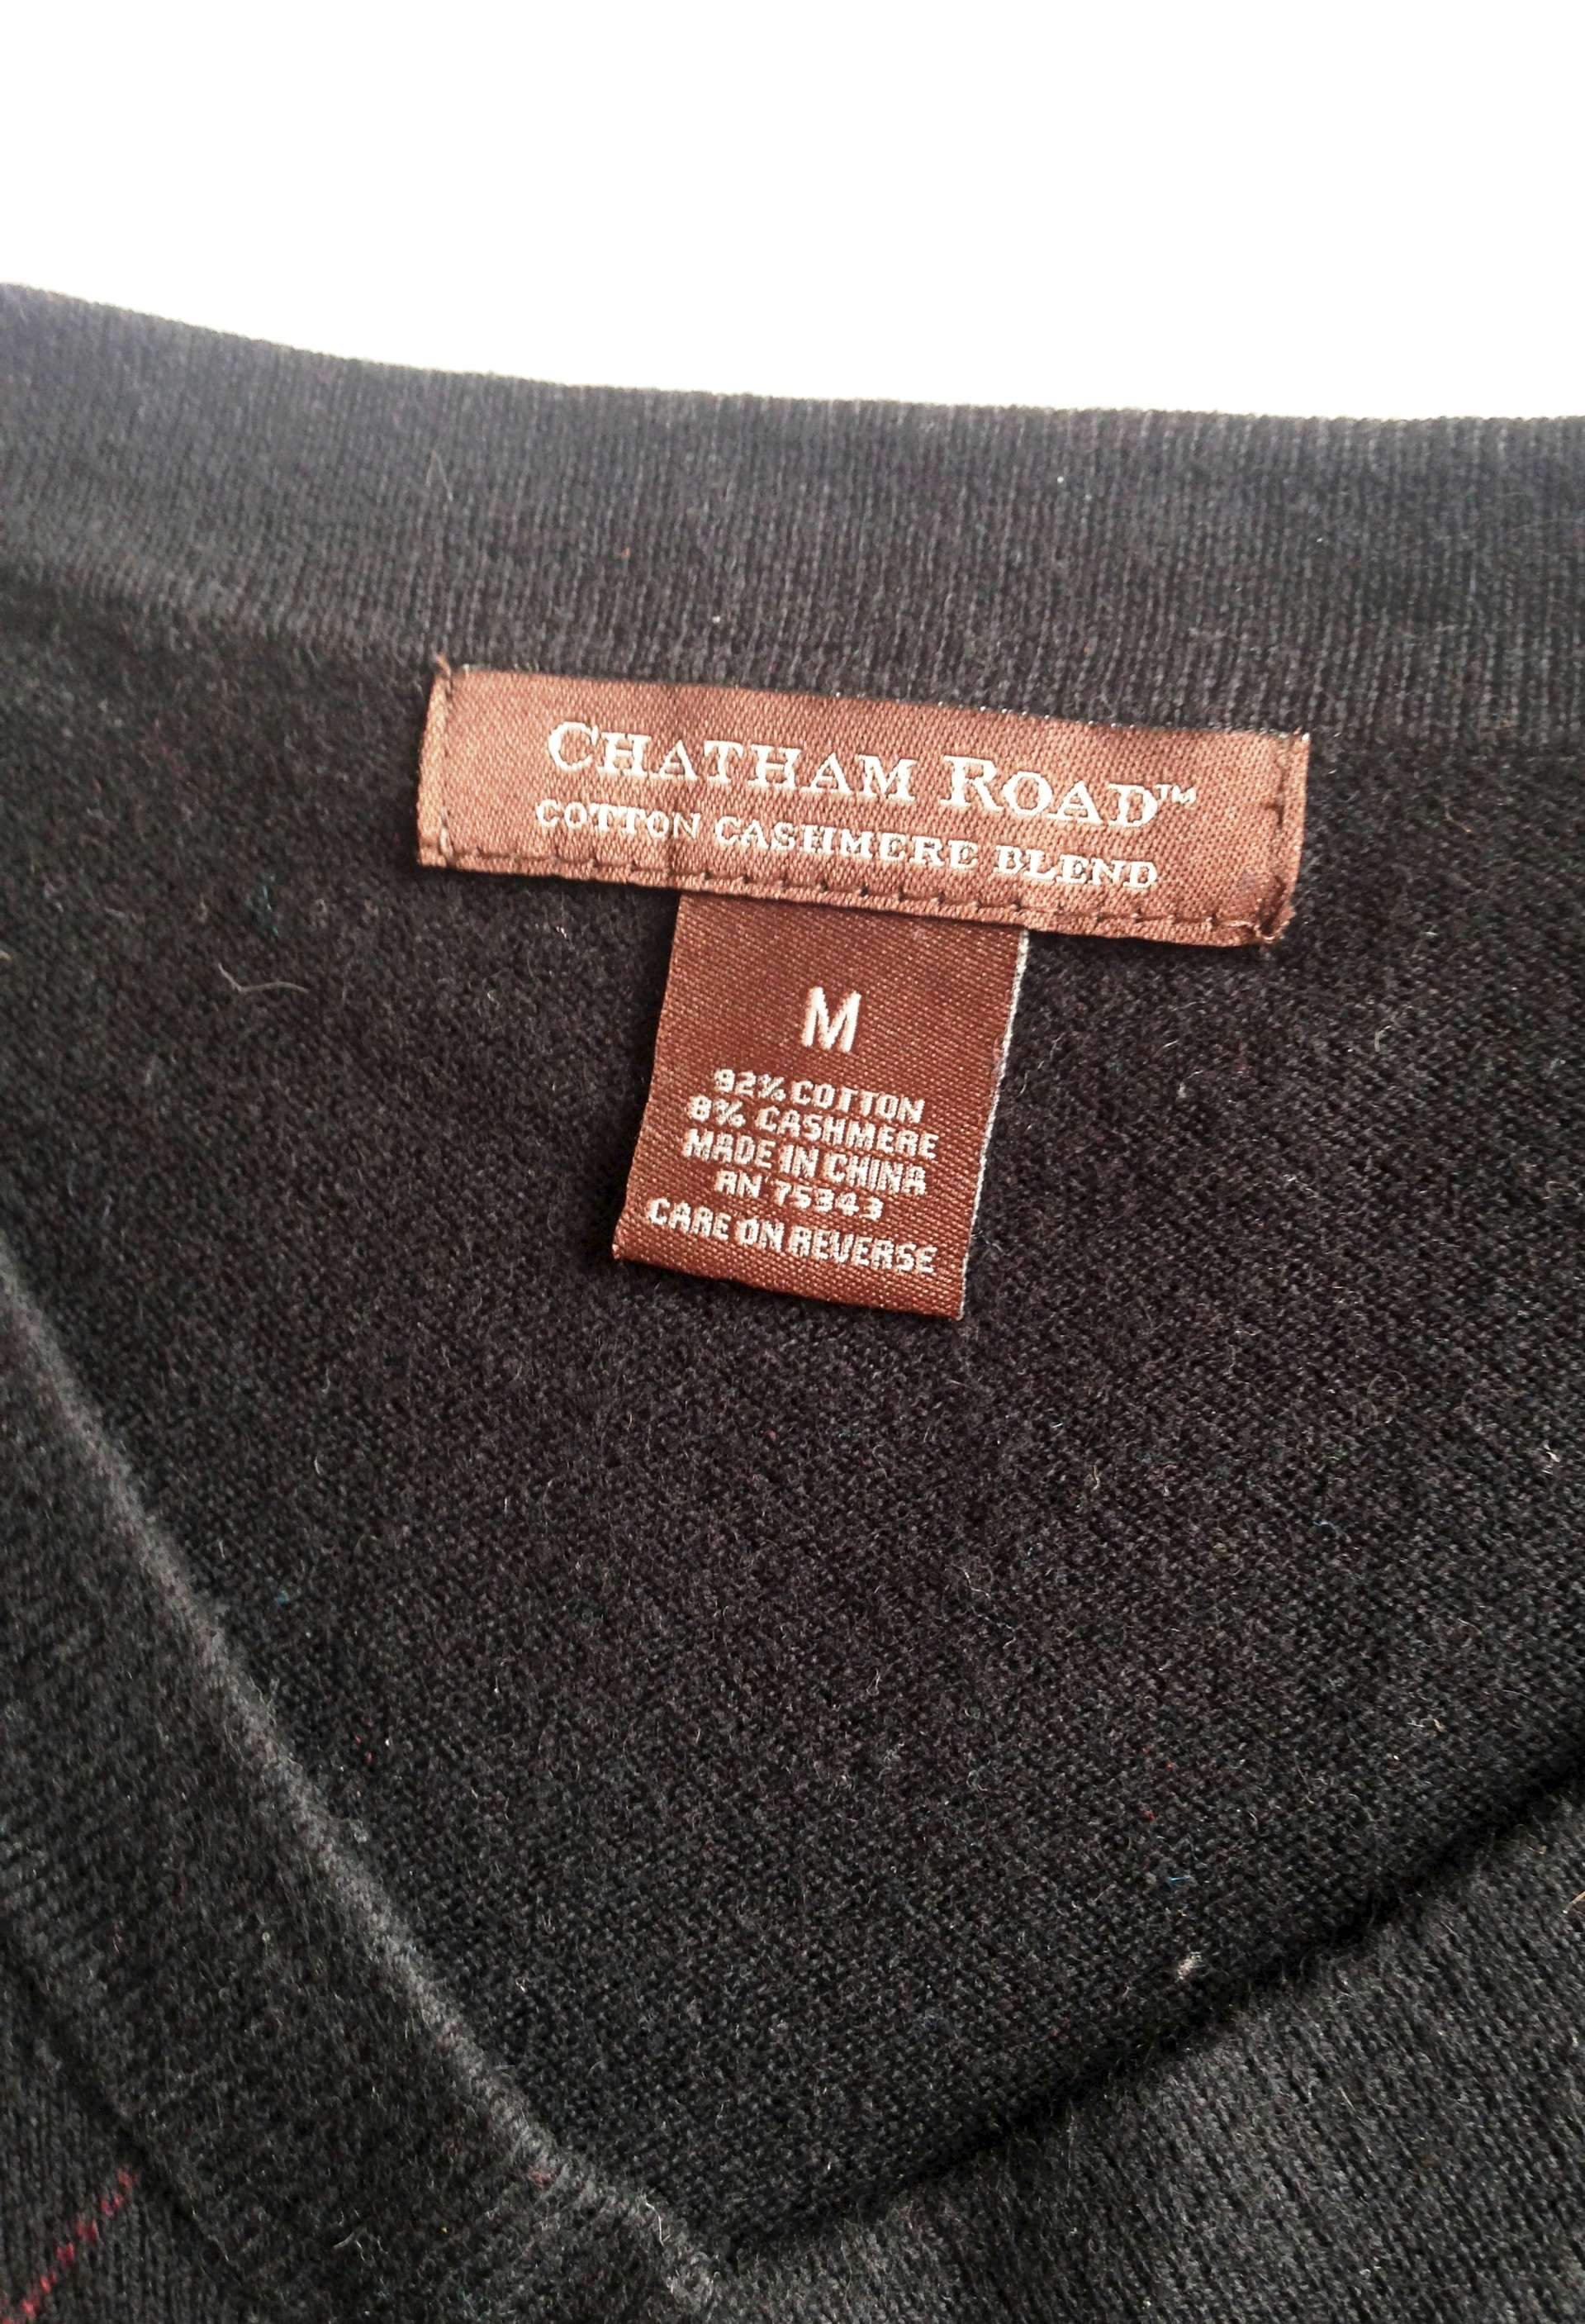 CHATHAM ROAD™
COTTON CASHMERE BLEND
M
92% COTTON
8% CASHMERE
MADE IN CHINA
RN 75343
CARE ON REVERSE